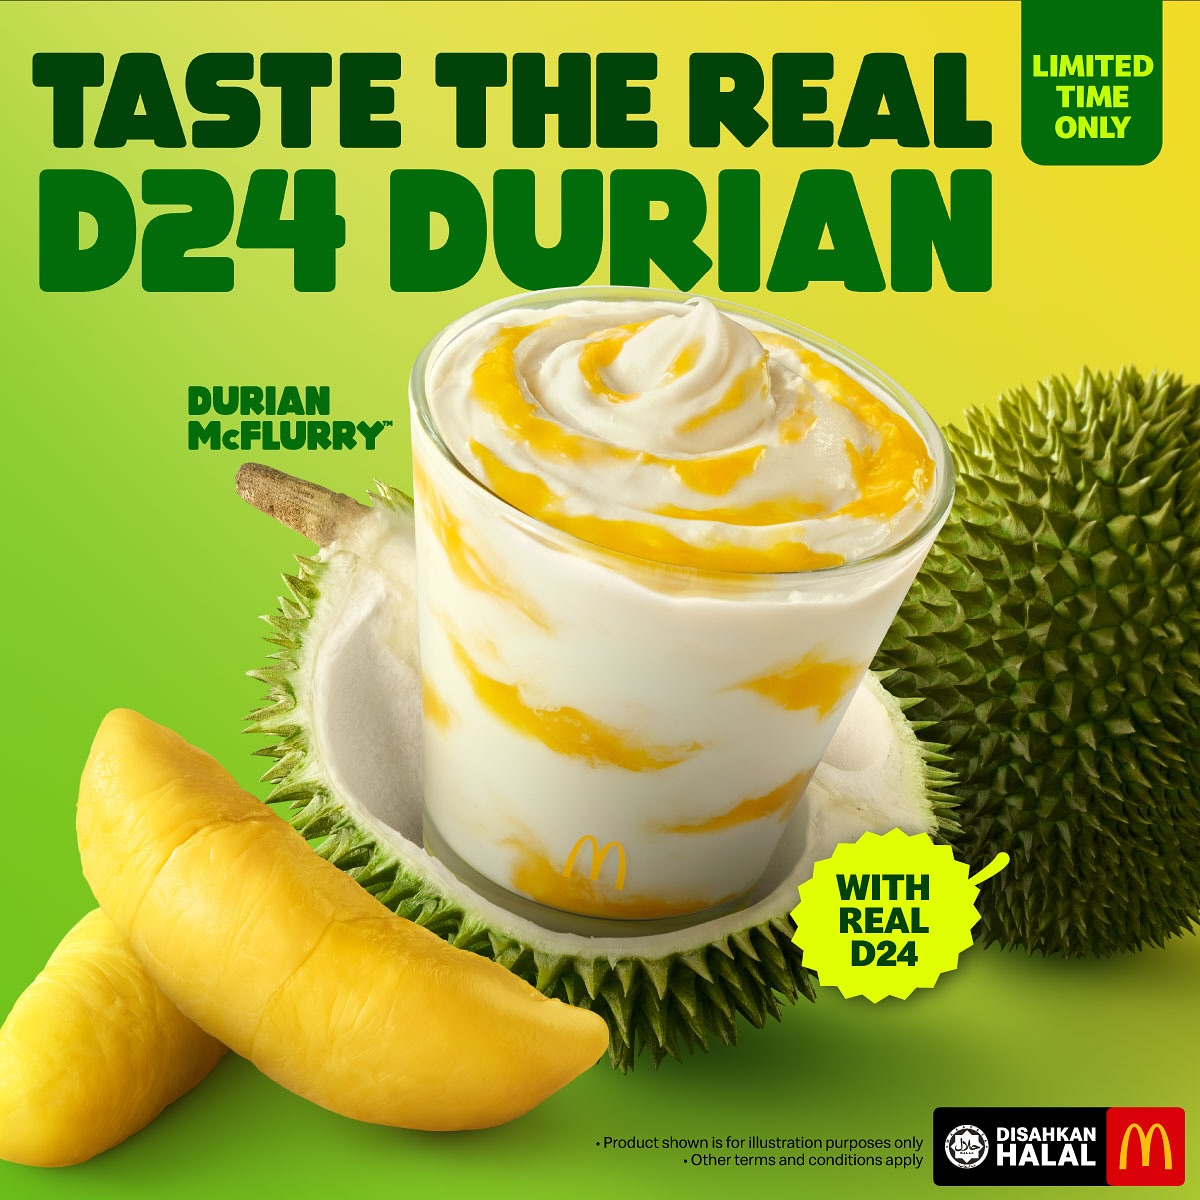 TASTE THE REAL
D24 DURIAN
LIMITED
TIME
ONLY
DURIAN
McFLURRY™
WITH
REAL
D24
• Product shown is for illustration purposes only
• Other terms and conditions apply
DISAHKAN
HALAL